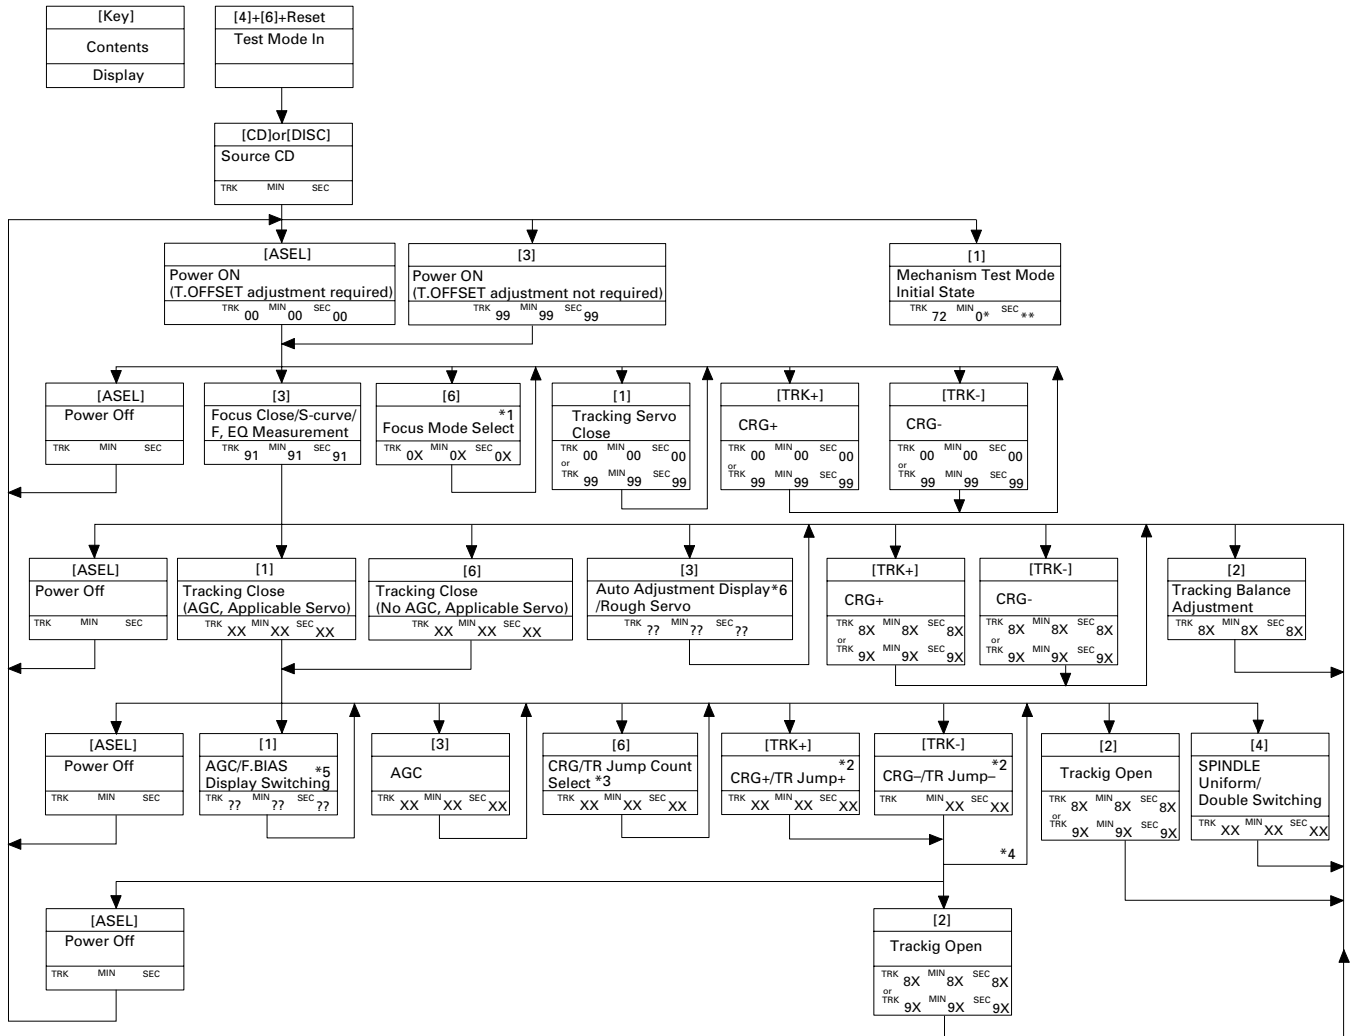 [Key]
Contents
Display
[4]+[6]+Reset
Test Mode In
[CD]or[DISC]
Source CD
TRK MIN SEC
[ASEL]
Power ON
(T.OFFSET adjustment required)
TRK 00 MIN 00 SEC 00
[3]
Power ON
(T.OFFSET adjustment not required)
TRK 99 MIN 99 SEC 99
[1]
Mechanism Test Mode
Initial State
TRK 72 MIN 0* SEC **
[ASEL]
Power Off
TRK MIN SEC
[3]
Focus Close/S-curve/
F, EQ Measurement
TRK 91 MIN 91 SEC 91
[6]
*1
Focus Mode Select
TRK 0X MIN 0X SEC 0X
[1]
Tracking Servo
Close
TRK 00 MIN 00 SEC 00
or
TRK 99 MIN 99 SEC 99
[TRK+]
CRG+
TRK 00 MIN 00 SEC 00
or
TRK 99 MIN 99 SEC 99
[TRK-]
CRG-
TRK 00 MIN 00 SEC 00
or
TRK 99 MIN 99 SEC 99
[ASEL]
Power Off
TRK MIN SEC
[1]
Tracking Close
(AGC, Applicable Servo)
TRK XX MIN XX SEC XX
[6]
Tracking Close
(No AGC, Applicable Servo)
TRK XX MIN XX SEC XX
[3]
Auto Adjustment Display*6
/Rough Servo
TRK ?? MIN ?? SEC ??
[TRK+]
CRG+
TRK 8X MIN 8X SEC 8X
or
TRK 9X MIN 9X SEC 9X
[TRK-]
CRG-
TRK 8X MIN 8X SEC 8X
or
TRK 9X MIN 9X SEC 9X
[2]
Tracking Balance
Adjustment
TRK 8X MIN 8X SEC 8X
[ASEL]
Power Off
TRK MIN SEC
[1]
AGC/F.BIAS
Display Switching *5
TRK ?? MIN ?? SEC ??
[3]
AGC
TRK XX MIN XX SEC XX
[6]
CRG/TR Jump Count
Select *3
TRK XX MIN XX SEC XX
[TRK+]
*2
CRG+/TR Jump+
TRK XX MIN XX SEC XX
[TRK-]
*2
CRG–/TR Jump–
TRK MIN XX SEC XX
[2]
Trackig Open
TRK 8X MIN 8X SEC 8X
or
TRK 9X MIN 9X SEC 9X
[4]
SPINDLE
Uniform/
Double Switching
TRK XX MIN XX SEC XX
*4
[ASEL]
Power Off
TRK MIN SEC
[2]
Trackig Open
TRK 8X MIN 8X SEC 8X
or
TRK 9X MIN 9X SEC 9X